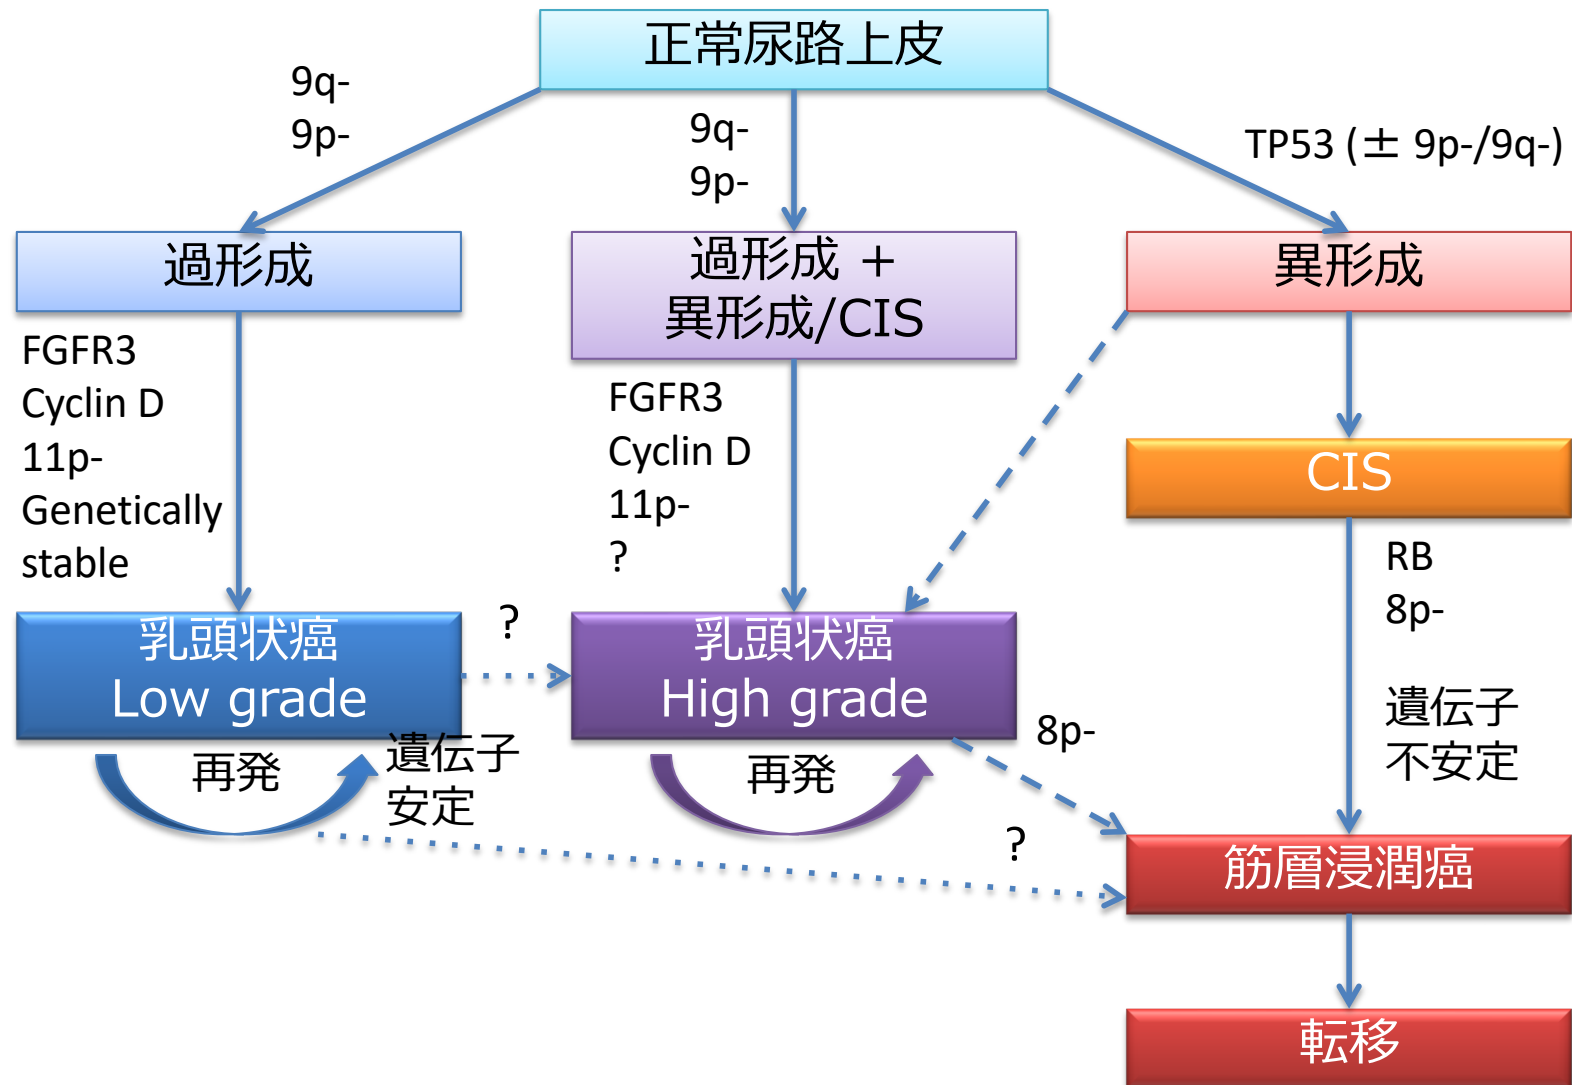 正常尿路上皮
9q-
9p-
9q-
9p-
TP53 (± 9p-/9q-)
過形成
過形成 +
異形成/CIS
異形成
FGFR3
Cyclin D
11p-
Genetically
stable
FGFR3
Cyclin D
11p-
?
CIS
RB
8p-
遺伝子
不安定
乳頭状癌
Low grade
?
乳頭状癌
High grade
再発
遺伝子
安定
再発
8p-
?
筋層浸潤癌
転移